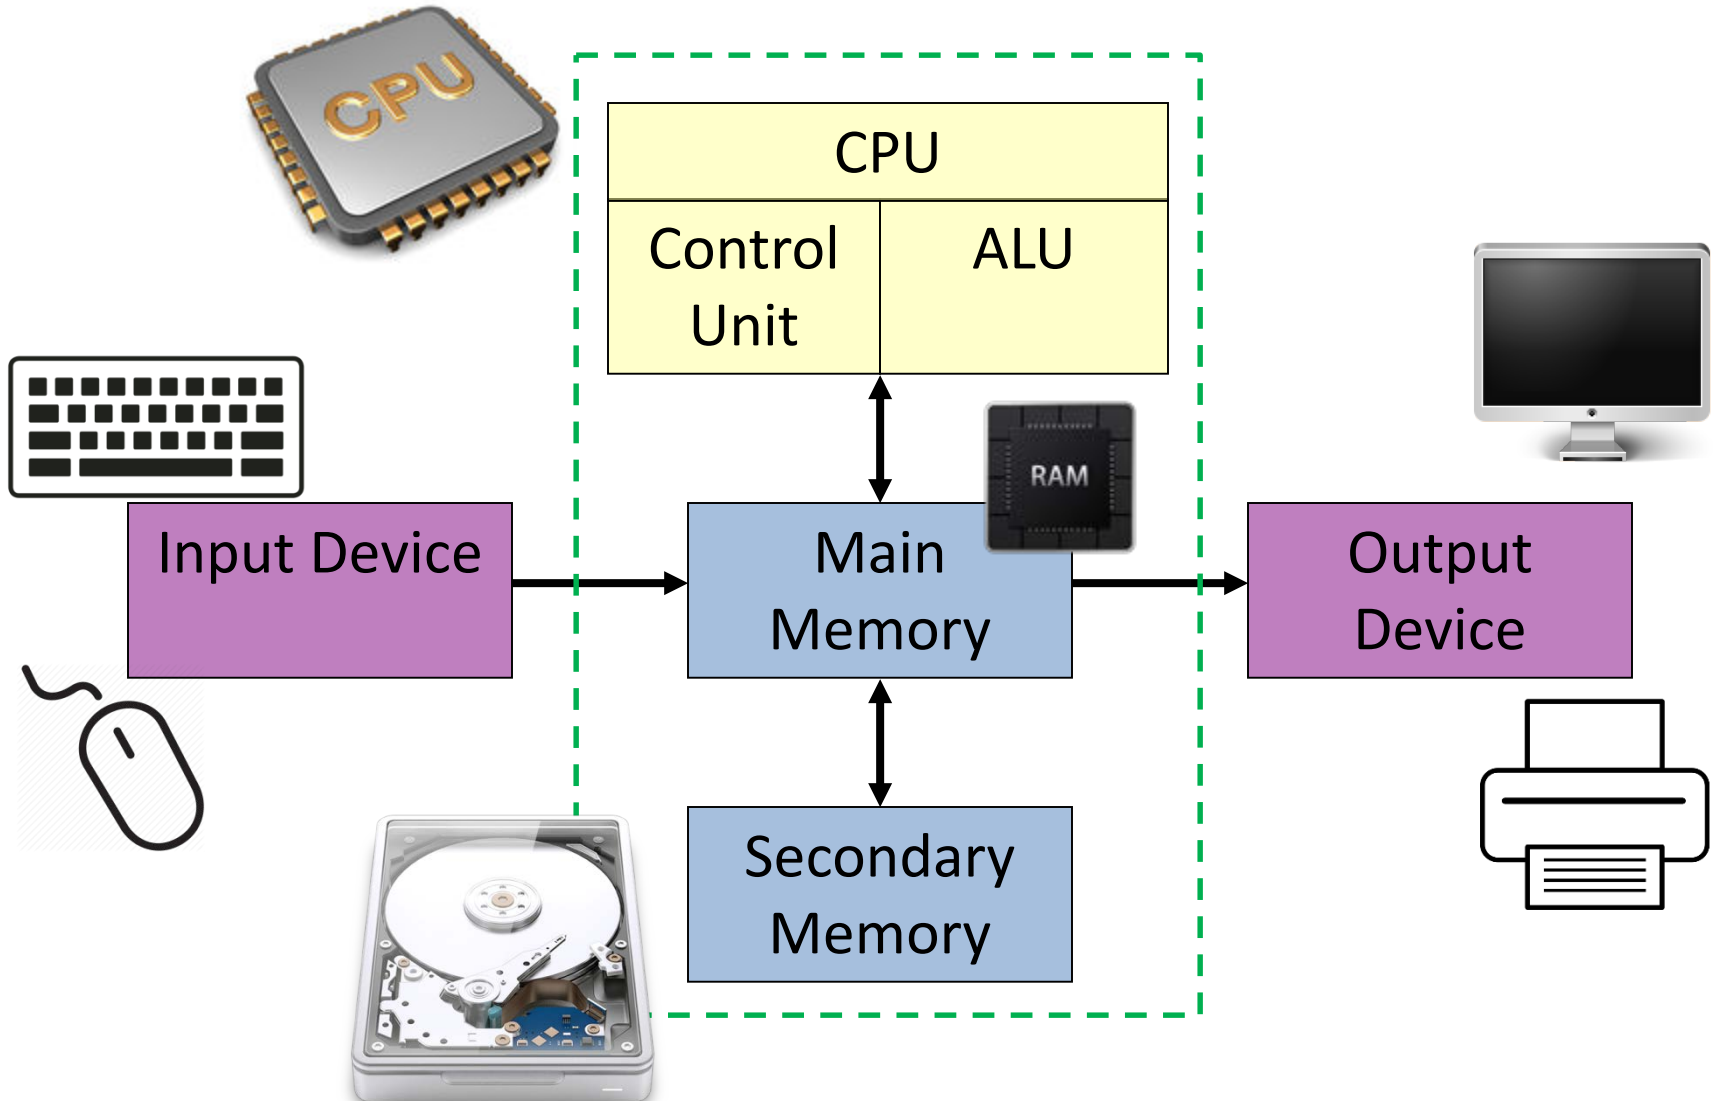 CPU
CPU
Control
Unit
ALU
RAM
Input Device
Main
Memory
Output
Device
Secondary
Memory